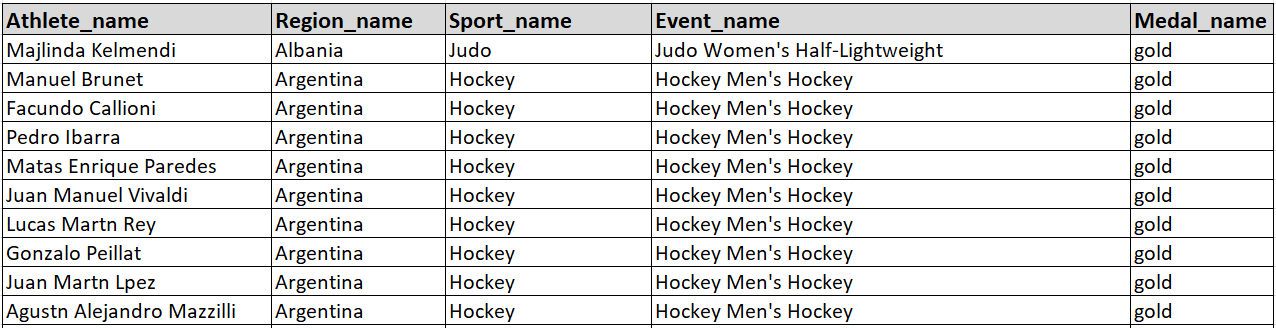 Athlete_name Region_name Sport_name Event_name Medal_name
Majlinda Kelmendi Albania Judo Judo Women's Half-Lightweight gold
Manuel Brunet Argentina Hockey Hockey Men's Hockey gold
Facundo Callioni Argentina Hockey Hockey Men's Hockey gold
Pedro Ibarra Argentina Hockey Hockey Men's Hockey gold
Matas Enrique Paredes Argentina Hockey Hockey Men's Hockey gold
Juan Manuel Vivaldi Argentina Hockey Hockey Men's Hockey gold
Lucas Martn Rey Argentina Hockey Hockey Men's Hockey gold
Gonzalo Peillat Argentina Hockey Hockey Men's Hockey gold
Juan Martn Lpez Argentina Hockey Hockey Men's Hockey gold
Agustn Alejandro Mazzilli Argentina Hockey Hockey Men's Hockey gold